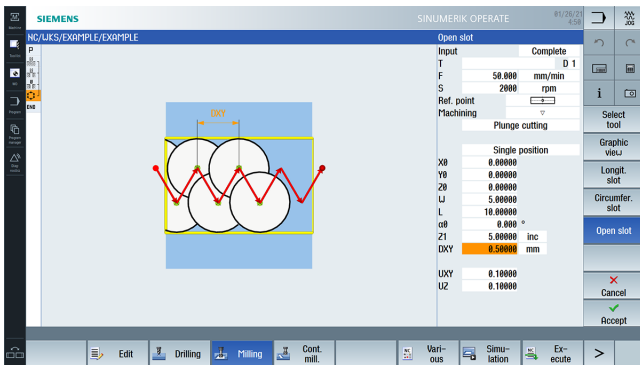 SIEMENS
SINUMERIK OPERATE
01/26/21
4:50
JOG
NC/WKS/EXAMPLE/EXAMPLE
Open slot
P
END
DXY
Input Complete
T D 1
F 50.000 mm/min
S 2000 rpm
Ref. point
Machining ▽
Plunge cutting
Single position
X0 0.00000
Y0 0.00000
Z0 0.00000
W 5.00000
L 10.00000
α0 0.000 °
Z1 5.00000 inc
DXY 0.50000 mm
UXY 0.10000
UZ 0.10000
i
Select
tool
Graphic
view
Longit.
slot
Circumfer.
slot
Open slot
Cancel
Accept
Edit
Drilling
Milling
Cont.
mill.
Vari-
ous
Simu-
lation
Ex-
ecute
>